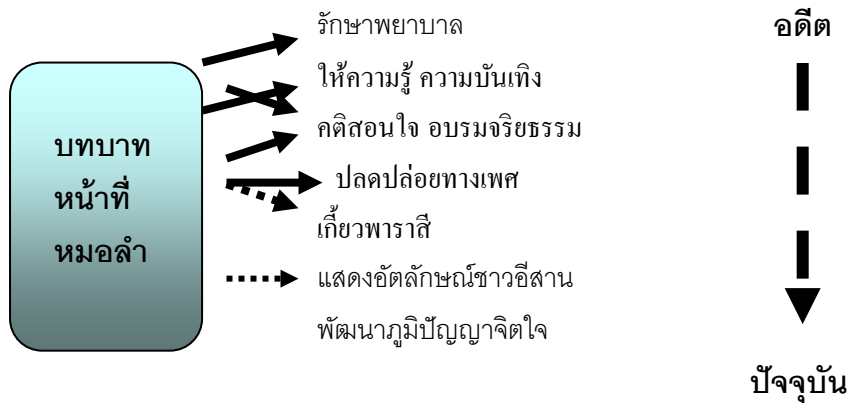 รักษาพยาบาล
อดีต
ให้ความรู้ ความบันเทิง
คติสอนใจ อบรมจริยธรรม
บทบาท
หน้าที่
หมอลำ
ปลดปล่อยทางเพศ
เกี้ยวพาราสี
แสดงอัตลักษณ์ชาวอีสาน
พัฒนาภูมิปัญญาจิตใจ
ปัจจุบัน